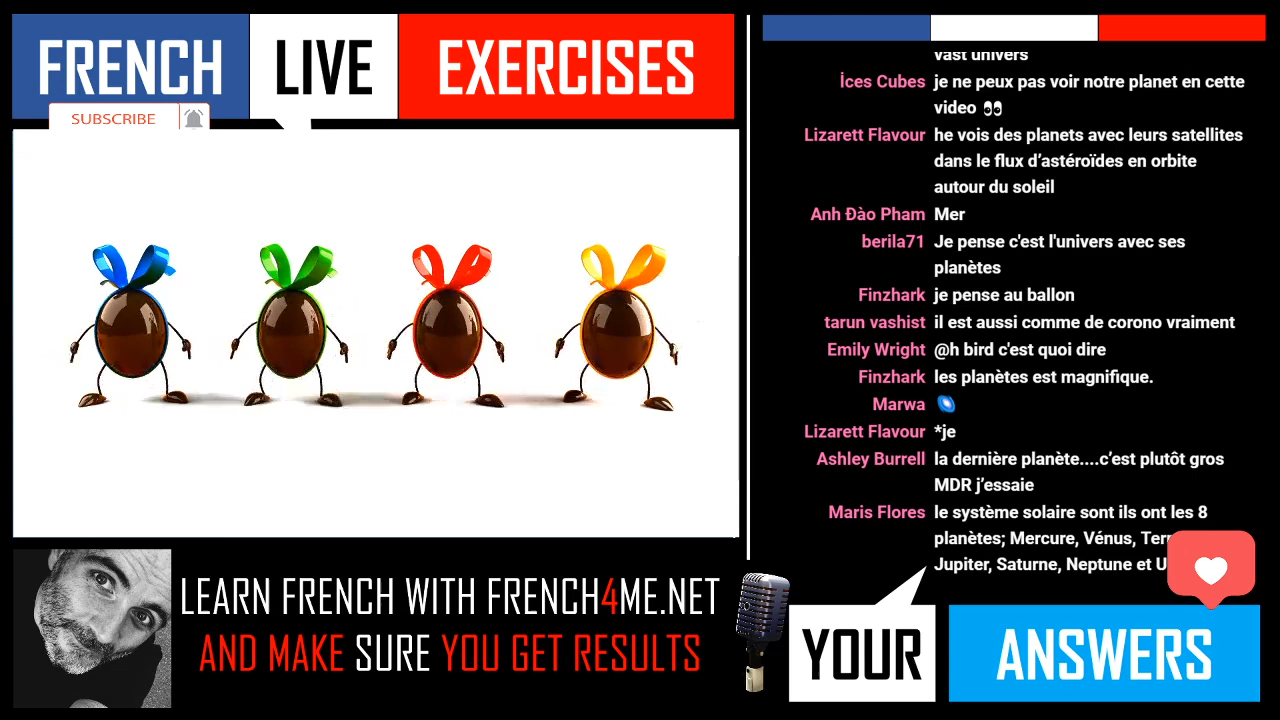 FRENCH LIVE EXERCISES
SUBSCRIBE
vast univers
İces Cubes je ne peux pas voir notre planet en cette
video 👀
Lizarett Flavour he vois des planets avec leurs satellites
dans le flux d’astéroïdes en orbite
autour du soleil
Anh Đào Pham Mer
berila71 Je pense c'est l'univers avec ses
planètes
Finzhark je pense au ballon
tarun vashist il est aussi comme de corono vraiment
Emily Wright @h bird c'est quoi dire
Finzhark les planètes est magnifique.
Marwa
Lizarett Flavour *je
Ashley Burrell la dernière planète....c’est plutôt gros
MDR j’essaie
Maris Flores le système solaire sont ils ont les 8
planètes; Mercure, Vénus,
Jupiter, Saturne, Neptune et
LEARN FRENCH WITH FRENCH4ME.NET
AND MAKE SURE YOU GET RESULTS
YOUR ANSWERS